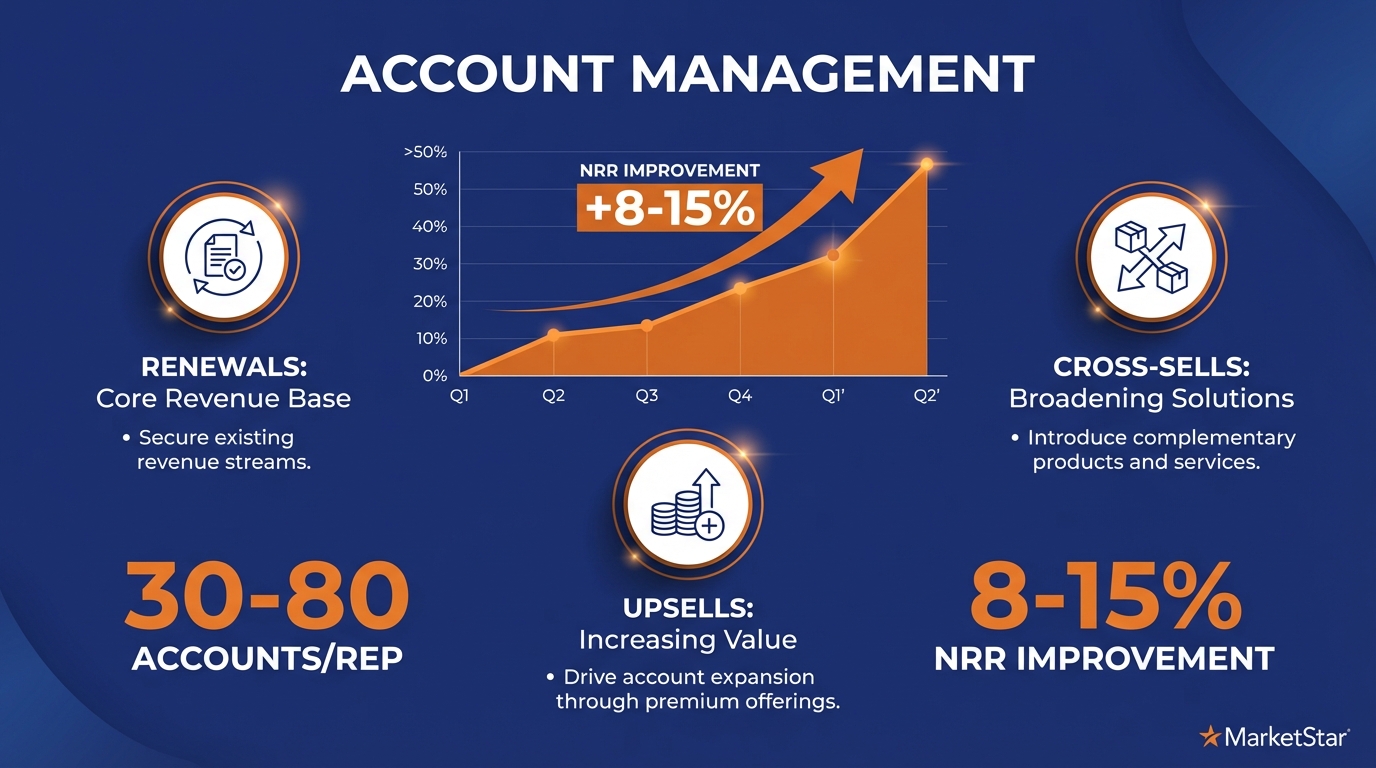 ACCOUNT MANAGEMENT
>50%
50%
40%
30%
20%
10%
0%
NRR IMPROVEMENT
+8-15%
Q1
Q2
Q3
Q4
Q1’
Q2’
RENEWALS:
Core Revenue Base
• Secure existing
revenue streams.
UPSELLS:
Increasing Value
• Drive account expansion
through premium offerings.
CROSS-SELLS:
Broadening Solutions
• Introduce complementary
products and services.
30-80
ACCOUNTS/REP
8-15%
NRR IMPROVEMENT
MarketStar